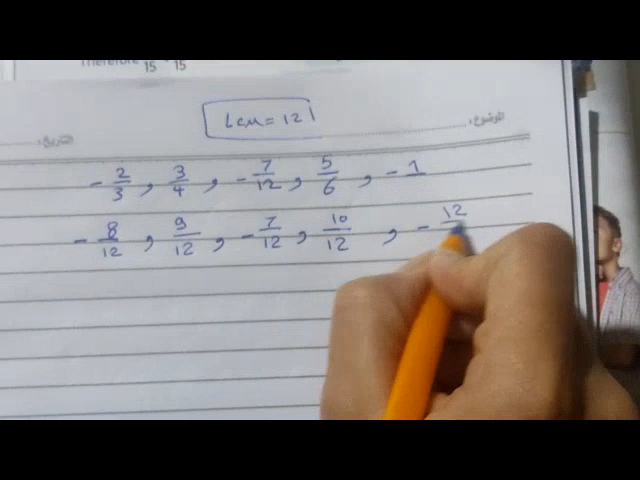 Therefore 15 15
LCM = 12
الموضوع: التاريخ:
- 2/3 , 3/4 , - 7/12 , 5/6 , - 1
- 8/12 , 9/12 , - 7/12 , 10/12 , - 12